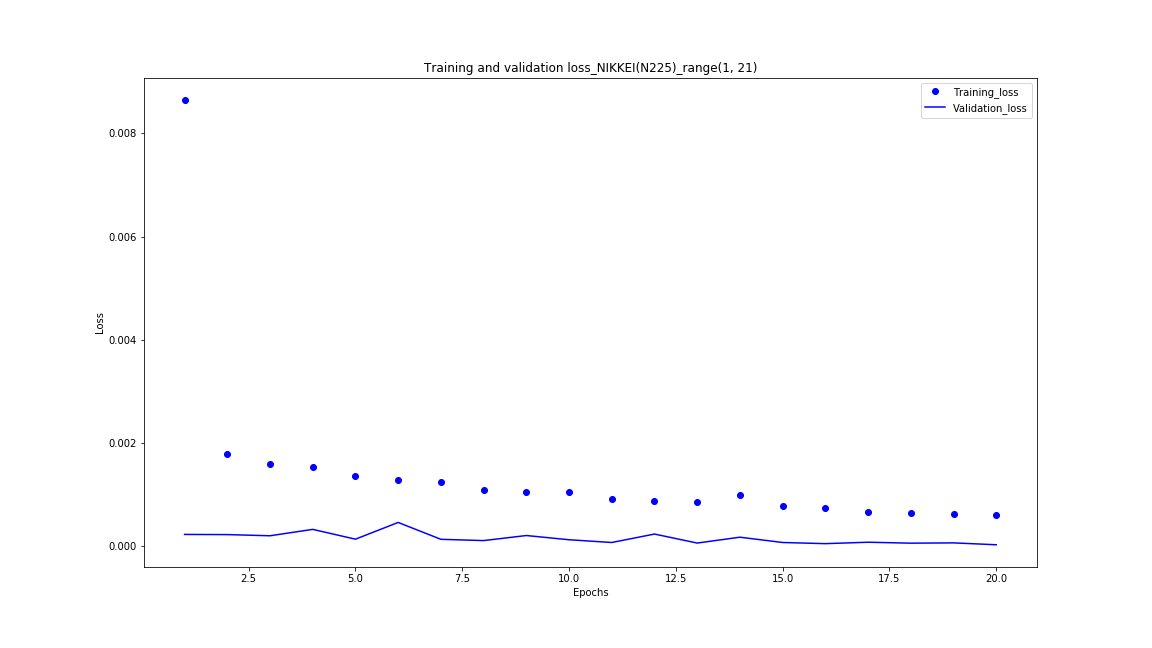 Training and validation loss_NIKKEI(N225)_range(1, 21)
Training_loss
Validation_loss
0.008
0.006
0.004
0.002
0.000
Loss
2.5 5.0 7.5 10.0 12.5 15.0 17.5 20.0
Epochs